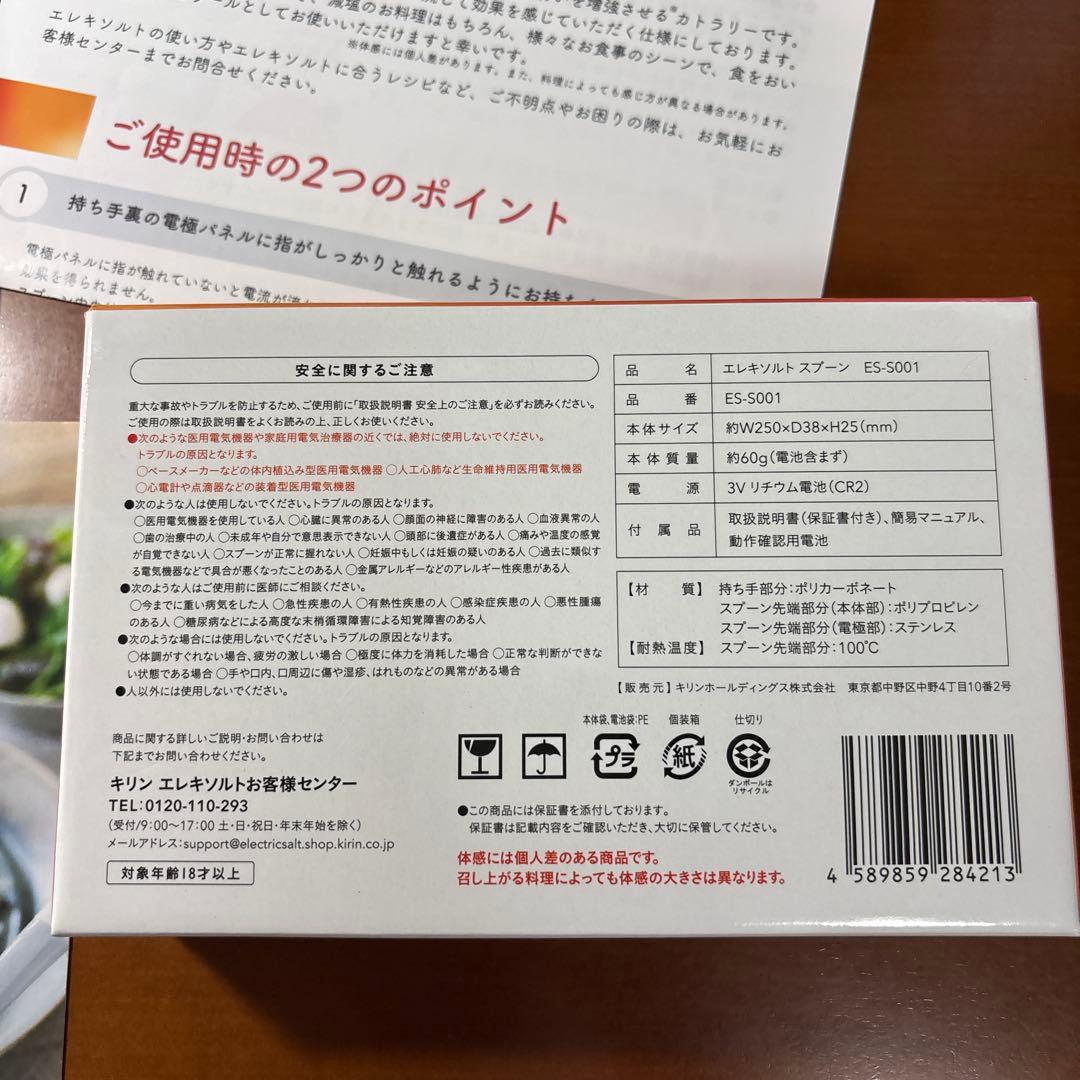 いを増強させる®カトラリーです。
して効果を感じていただく仕様にしております。
減塩のお料理はもちろん、様々なお食事のシーンで、食をおい
ールとしてお使いいただけますと幸いです。
※体感には個人差があります。また、料理によっても感じ方が異なる場合があります。
エレキソルトの使い方やエレキソルトに合うレシピなど、ご不明点やお困りの際は、お気軽にお
客様センターまでお問合せください。
ご使用時の2つのポイント
1
持ち手裏の電極パネルに指がしっかりと触れるようにお持ち
電極パネルに指が触れていないと電流が流
効果を得られません。
安全に関するご注意
重大な事故やトラブルを防止するため、ご使用前に「取扱説明書 安全上のご注意」を必ずお読みください。
ご使用の際は取扱説明書をよくお読みの上、正しくお使いください。
●次のような医用電気機器や家庭用電気治療器の近くでは、絶対に使用しないでください。
トラブルの原因となります。
○ペースメーカーなどの体内植込み型医用電気機器 ○人工心肺など生命維持用医用電気機器
○心電計や点滴器などの装着型医用電気機器
●次のような人は使用しないでください。トラブルの原因となります。
○医用電気機器を使用している人 ○心臓に異常のある人 ○顔面の神経に障害のある人 ○血液異常の人
○歯の治療中の人 ○未成年や自分で意思表示できない人 ○頭部に後遺症がある人 ○痛みや温度の感覚
が自覚できない人 ○スプーンが正常に握れない人 ○妊娠中もしくは妊娠の疑いのある人 ○過去に類似す
る電気機器などで具合が悪くなったことのある人 ○金属アレルギーなどのアレルギー性疾患がある人
●次のような人はご使用前に医師にご相談ください。
○今までに重い病気をした人 ○急性疾患の人 ○有熱性疾患の人 ○感染症疾患の人 ○悪性腫瘍
のある人 ○糖尿病などによる高度な末梢循環障害による知覚障害のある人
●次のような場合には使用しないでください。トラブルの原因となります。
○体調がすぐれない場合、疲労の激しい場合 ○極度に体力を消耗した場合 ○正常な判断ができな
い状態である場合 ○手や口内、口周辺に傷や湿疹、はれものなどの異常がある場合
●人以外には使用しないでください。
品名 エレキソルト スプーン ES-S001
品番 ES-S001
本体サイズ 約W250×D38×H25(mm)
本体質量 約60g(電池含まず)
電源 3V リチウム電池(CR2)
付属品 取扱説明書(保証書付き)、簡易マニュアル、
動作確認用電池
【材質】 持ち手部分:ポリカーボネート
スプーン先端部分(本体部):ポリプロピレン
スプーン先端部分(電極部):ステンレス
【耐熱温度】 スプーン先端部分:100℃
【販売元】キリンホールディングス株式会社 東京都中野区中野4丁目10番2号
商品に関する詳しいご説明・お問い合わせは
下記までお問い合わせください。
キリン エレキソルトお客様センター
TEL:0120-110-293
(受付/9:00〜17:00 土・日・祝日・年末年始を除く)
メールアドレス:support@electricsalt.shop.kirin.co.jp
対象年齢18才以上
本体袋、電池袋:PE 個装箱 仕切り
プラ 紙
ダンボールは
リサイクル
●この商品には保証書を添付しております。
保証書は記載内容をご確認いただき、大切に保管してください。
体感には個人差のある商品です。
召し上がる料理によっても体感の大きさは異なります。
4 589859 284213